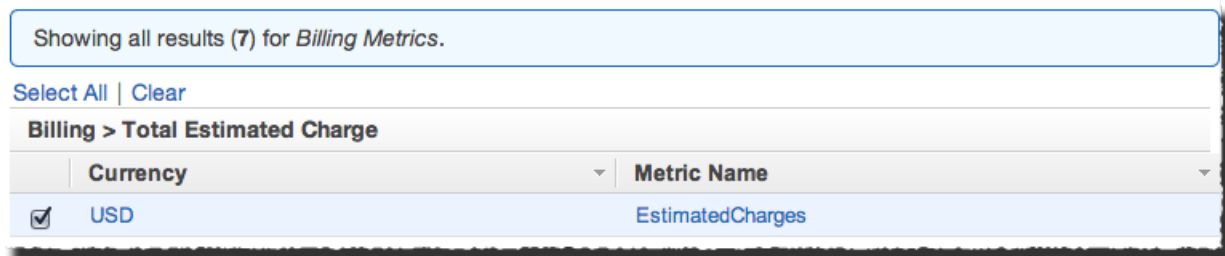 Showing all results (7) for Billing Metrics.
Select All | Clear
Billing > Total Estimated Charge
Currency Metric Name
USD EstimatedCharges